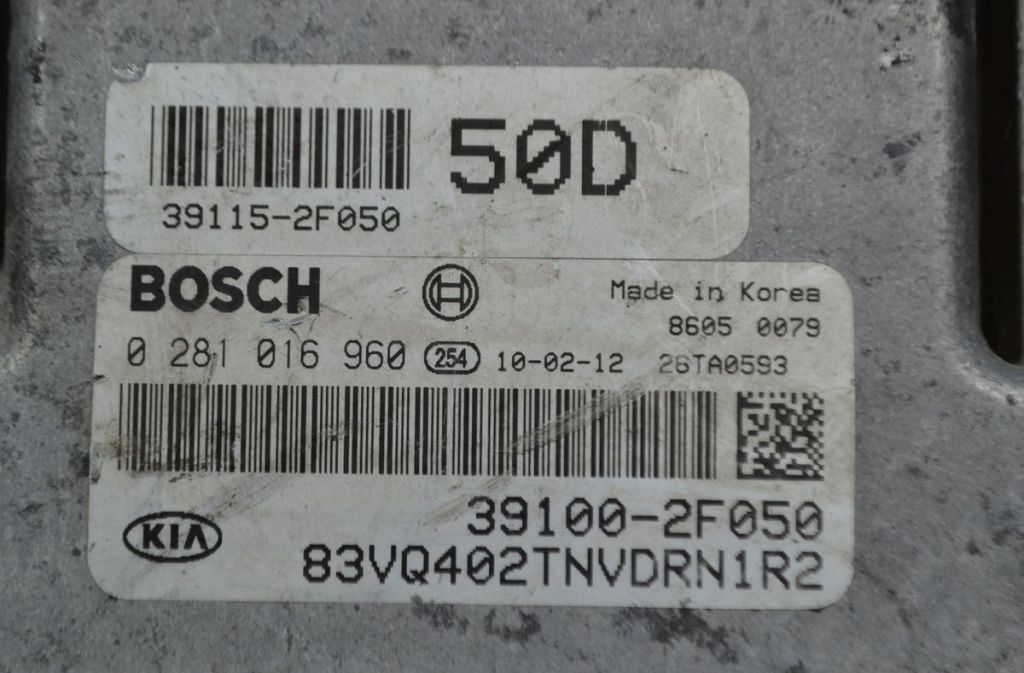 50D
39115-2F050
BOSCH
Made in Korea
8605 0079
0 281 016 960 254 10-02-12 26TA0593
39100-2F050
KIA
83VQ402TNVDRN1R2